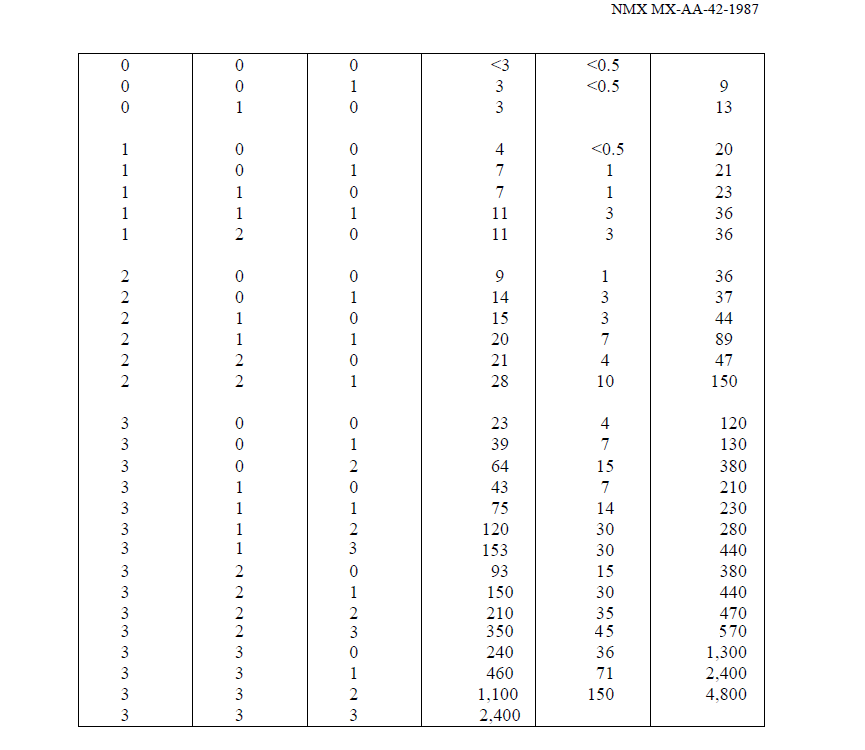 NMX MX-AA-42-1987
0 0 0 <3 <0.5
0 0 1 3 <0.5 9
0 1 0 3 13
1 0 0 4 <0.5 20
1 0 1 7 1 21
1 1 0 7 1 23
1 1 1 11 3 36
1 2 0 11 3 36
2 0 0 9 1 36
2 0 1 14 3 37
2 1 0 15 3 44
2 1 1 20 7 89
2 2 0 21 4 47
2 2 1 28 10 150
3 0 0 23 4 120
3 0 1 39 7 130
3 0 2 64 15 380
3 1 0 43 7 210
3 1 1 75 14 230
3 1 2 120 30 280
3 1 3 153 30 440
3 2 0 93 15 380
3 2 1 150 30 440
3 2 2 210 35 470
3 2 3 350 45 570
3 3 0 240 36 1,300
3 3 1 460 71 2,400
3 3 2 1,100 150 4,800
3 3 3 2,400